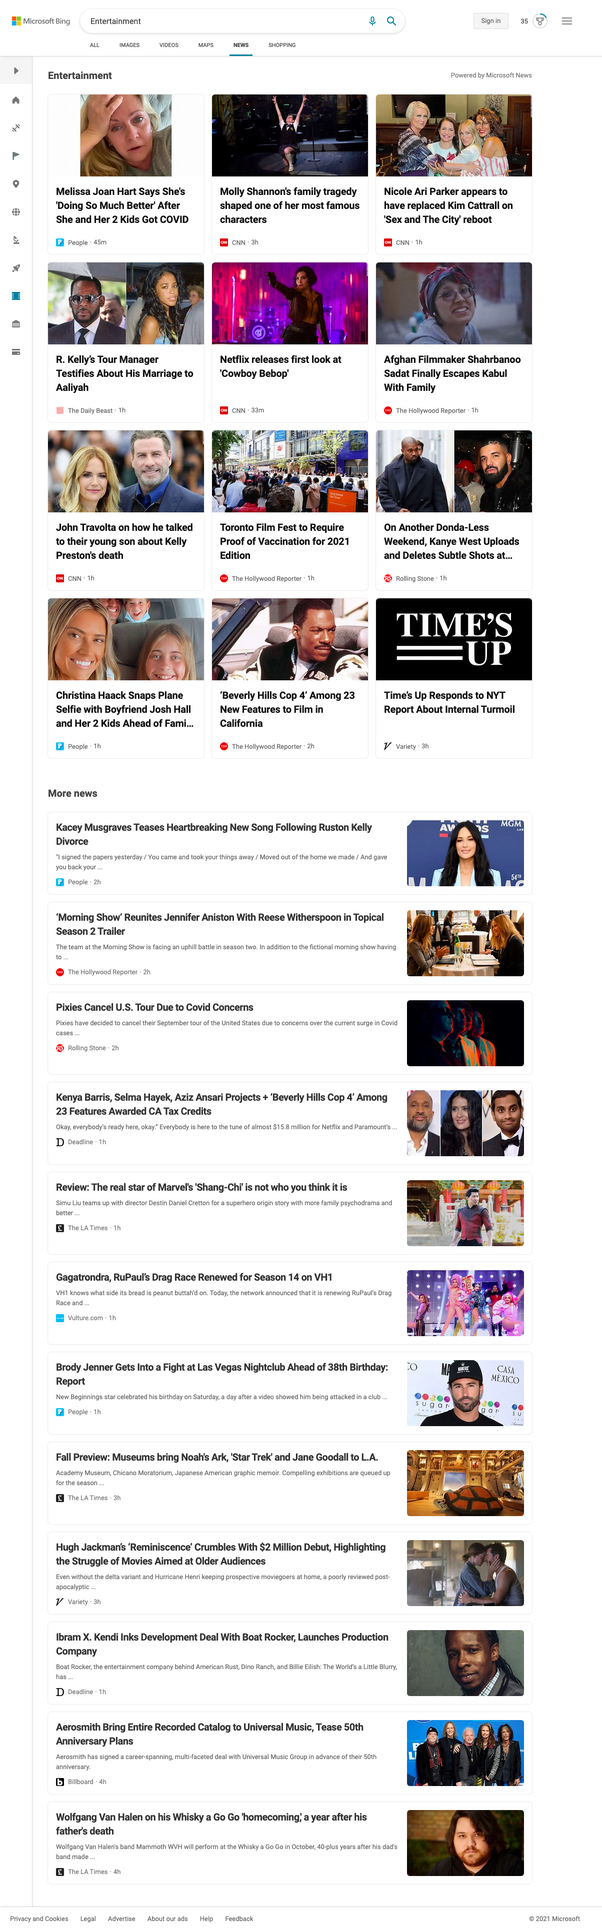 Microsoft Bing
Entertainment
Sign in
35
ALL
IMAGES
VIDEOS
MAPS
NEWS
SHOPPING
Entertainment
Powered by Microsoft News
Melissa Joan Hart Says She's
'Doing So Much Better' After
She and Her 2 Kids Got COVID
People · 45m
Molly Shannon's family tragedy
shaped one of her most famous
characters
CNN · 3h
Nicole Ari Parker appears to
have replaced Kim Cattrall on
'Sex and The City' reboot
CNN · 1h
R. Kelly's Tour Manager
Testifies About His Marriage to
Aaliyah
The Daily Beast · 1h
Netflix releases first look at
'Cowboy Bebop'
CNN · 33m
Afghan Filmmaker Shahrbanoo
Sadat Finally Escapes Kabul
With Family
The Hollywood Reporter · 1h
John Travolta on how he talked
to their young son about Kelly
Preston's death
CNN · 1h
Toronto Film Fest to Require
Proof of Vaccination for 2021
Edition
The Hollywood Reporter · 1h
On Another Donda-Less
Weekend, Kanye West Uploads
and Deletes Subtle Shots at...
Rolling Stone · 1h
Christina Haack Snaps Plane
Selfie with Boyfriend Josh Hall
and Her 2 Kids Ahead of Fami...
People · 1h
'Beverly Hills Cop 4' Among 23
New Features to Film in
California
The Hollywood Reporter · 2h
TIME'S
UP
Time's Up Responds to NYT
Report About Internal Turmoil
Variety · 3h
More news
Kacey Musgraves Teases Heartbreaking New Song Following Ruston Kelly
Divorce
"I signed the papers yesterday / You came and took your things away / Moved out of the home we made / And gave
you back your ...
People · 2h
MGM
'Morning Show' Reunites Jennifer Aniston With Reese Witherspoon in Topical
Season 2 Trailer
The team at the Morning Show is facing an uphill battle in season two. In addition to the fictional morning show having
to ...
The Hollywood Reporter · 2h
Pixies Cancel U.S. Tour Due to Covid Concerns
Pixies have decided to cancel their September tour of the United States due to concerns over the current surge in Covid
cases ...
Rolling Stone · 2h
Kenya Barris, Selma Hayek, Aziz Ansari Projects + 'Beverly Hills Cop 4' Among
23 Features Awarded CA Tax Credits
Okay, everybody's ready here, okay." Everybody is here to the tune of almost $15.8 million for Netflix and Paramount's ...
Deadline · 1h
Review: The real star of Marvel's 'Shang-Chi' is not who you think it is
Simu Liu teams up with director Destin Daniel Cretton for a superhero origin story with more family psychodrama and
better ...
The LA Times · 1h
Gagatrondra, RuPaul's Drag Race Renewed for Season 14 on VH1
VH1 knows what side its bread is peanut buttah'd on. Today, the network announced that it is renewing RuPaul's Drag
Race and ...
Vulture.com · 1h
Brody Jenner Gets Into a Fight at Las Vegas Nightclub Ahead of 38th Birthday:
Report
New Beginnings star celebrated his birthday on Saturday, a day after a video showed him being attacked in a club ...
People · 1h
CASA
MÉXICO
sugar
Fall Preview: Museums bring Noah's Ark, 'Star Trek' and Jane Goodall to L.A.
Academy Museum, Chicano Moratorium, Japanese American graphic memoir. Compelling exhibitions are queued up
for the season ...
The LA Times · 3h
Hugh Jackman's 'Reminiscence' Crumbles With $2 Million Debut, Highlighting
the Struggle of Movies Aimed at Older Audiences
Even without the delta variant and Hurricane Henri keeping prospective moviegoers at home, a poorly reviewed post-
apocalyptic ...
Variety · 3h
Ibram X. Kendi Inks Development Deal With Boat Rocker, Launches Production
Company
Boat Rocker, the entertainment company behind American Rust, Dino Ranch, and Billie Eilish: The World's a Little Blurry,
has ...
Deadline · 1h
Aerosmith Bring Entire Recorded Catalog to Universal Music, Tease 50th
Anniversary Plans
Aerosmith has signed a career-spanning, multi-faceted deal with Universal Music Group in advance of their 50th
anniversary.
Billboard · 4h
Wolfgang Van Halen on his Whisky a Go Go 'homecoming,' a year after his
father's death
Wolfgang Van Halen's band Mammoth WVH will perform at the Whisky a Go Go in October, 40-plus years after his dad's
band made ...
The LA Times · 4h
Privacy and Cookies
Legal
Advertise
About our ads
Help
Feedback
© 2021 Microsoft